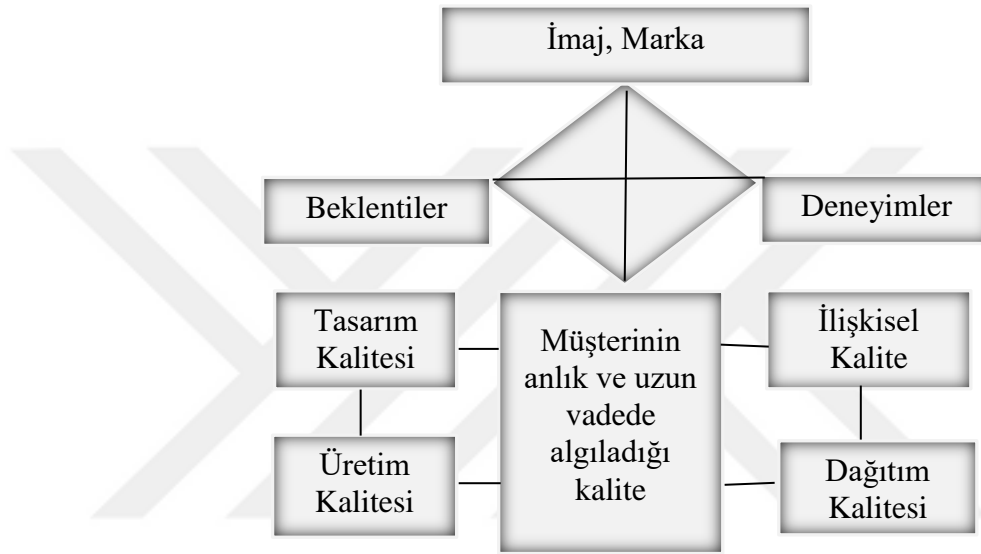 İmaj, Marka
Beklentiler
Deneyimler
Tasarım
Kalitesi
Müşterinin
anlık ve uzun
vadede
algıladığı
kalite
İlişkisel
Kalite
Üretim
Kalitesi
Dağıtım
Kalitesi